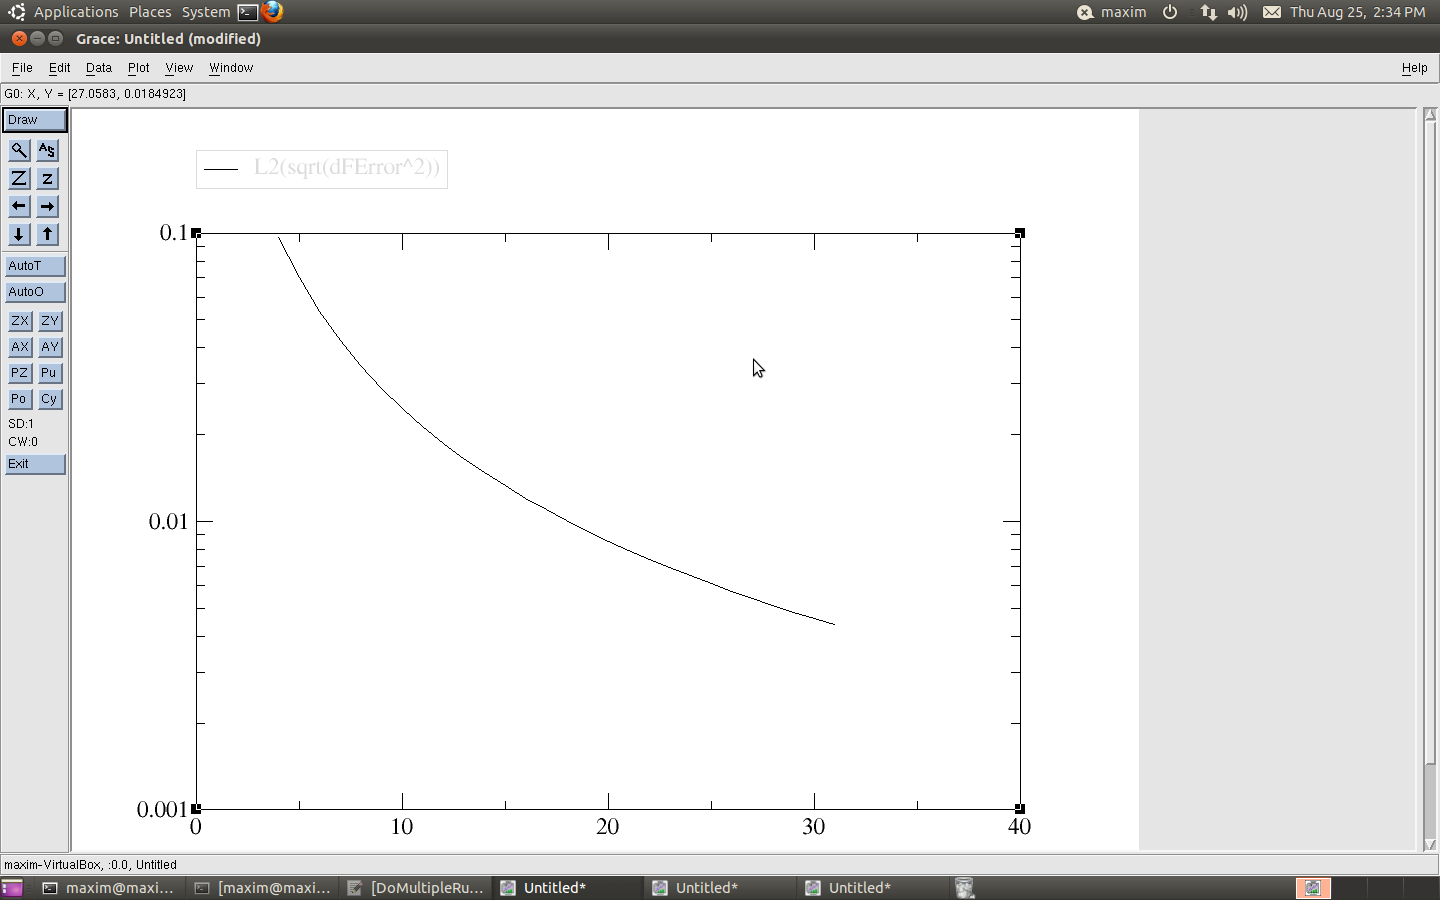 Applications Places System
maxim
Thu Aug 25, 2:34 PM
Grace: Untitled (modified)
File Edit Data Plot View Window Help
G0: X, Y = [27.0583, 0.0184923]
Draw
A S
Z z
AutoT
AutoO
ZX ZY
AX AY
PZ Pu
Po Cy
SD:1
CW:0
Exit
L2(sqrt(dFError^2))
0.1
0.01
0.001
0 10 20 30 40
maxim-VirtualBox, :0.0, Untitled
maxim@maxi... [maxim@maxi... [DoMultipleRu... Untitled* Untitled* Untitled*